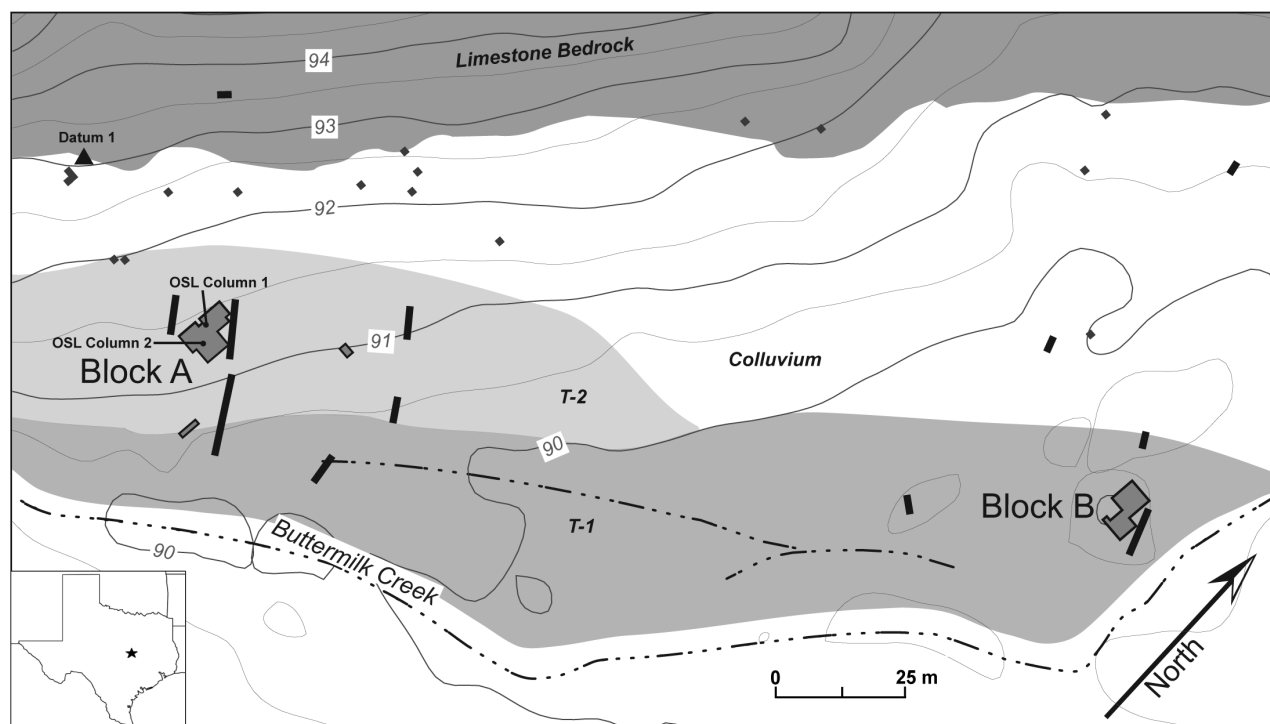 94
Limestone Bedrock
93
Datum 1
92
OSL Column 1
91
OSL Column 2
Block A
Colluvium
T-2
90
Block B
T-1
90
Buttermilk Creek
0
25 m
North